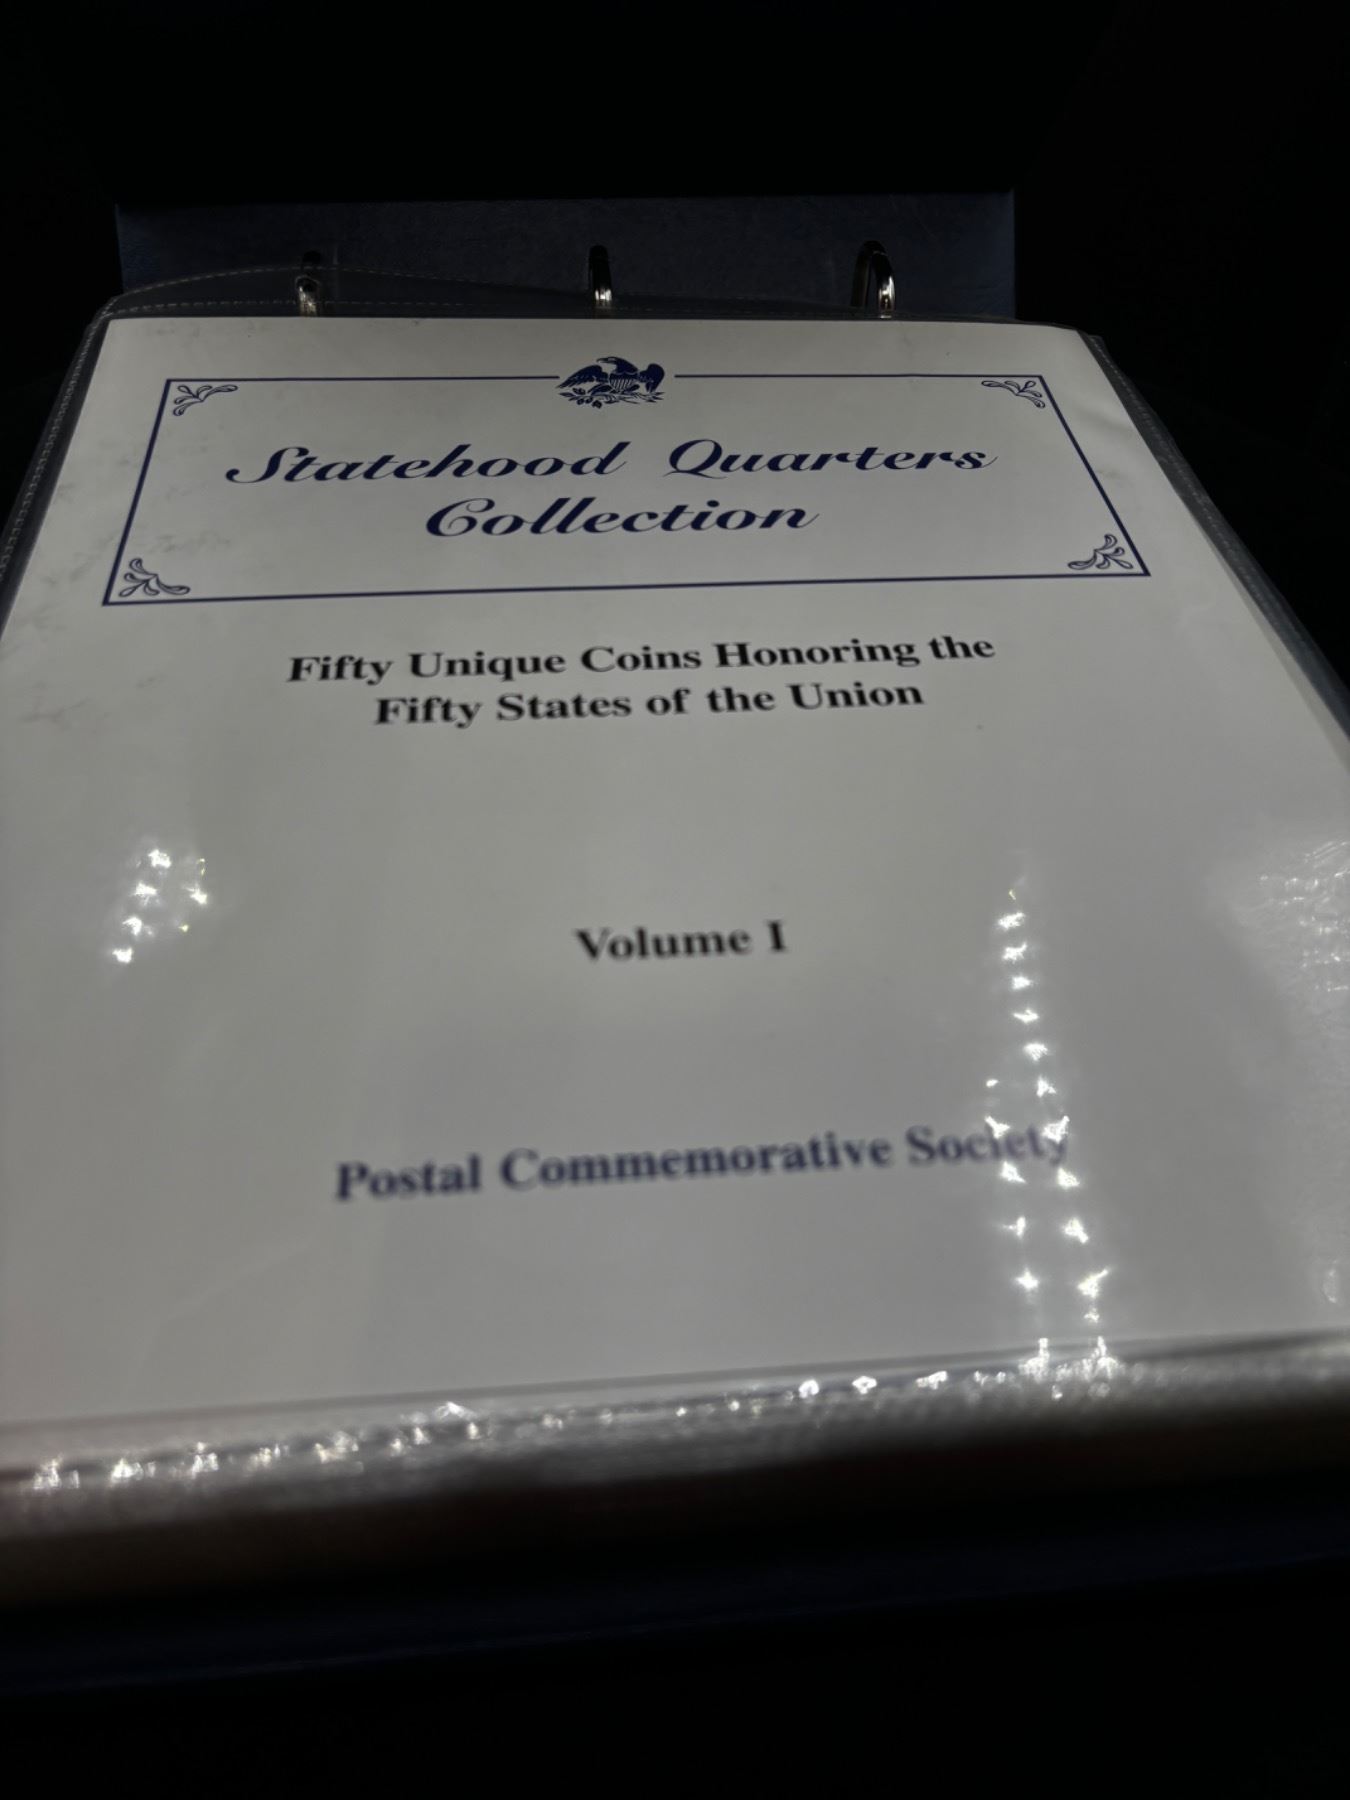 Statehood Quarters
Collection
Fifty Unique Coins Honoring the
Fifty States of the Union
Volume I
Postal Commemorative Society